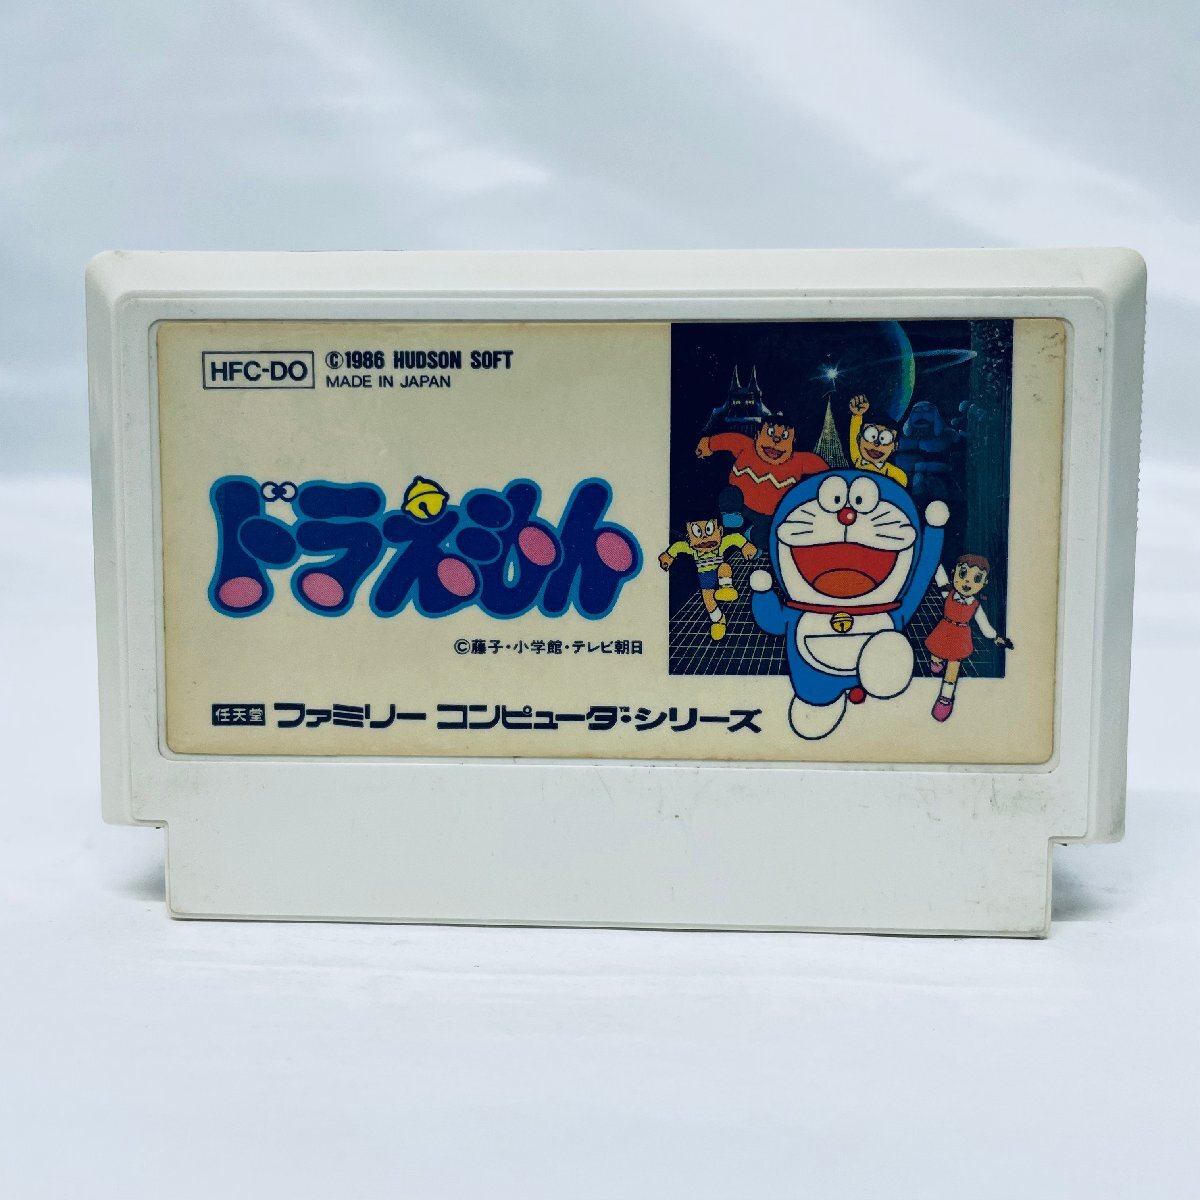 HFC-DO
©1986 HUDSON SOFT
MADE IN JAPAN
ドラえもん
©藤子・小学館・テレビ朝日
任天堂 ファミリー コンピュータ™・シリーズ